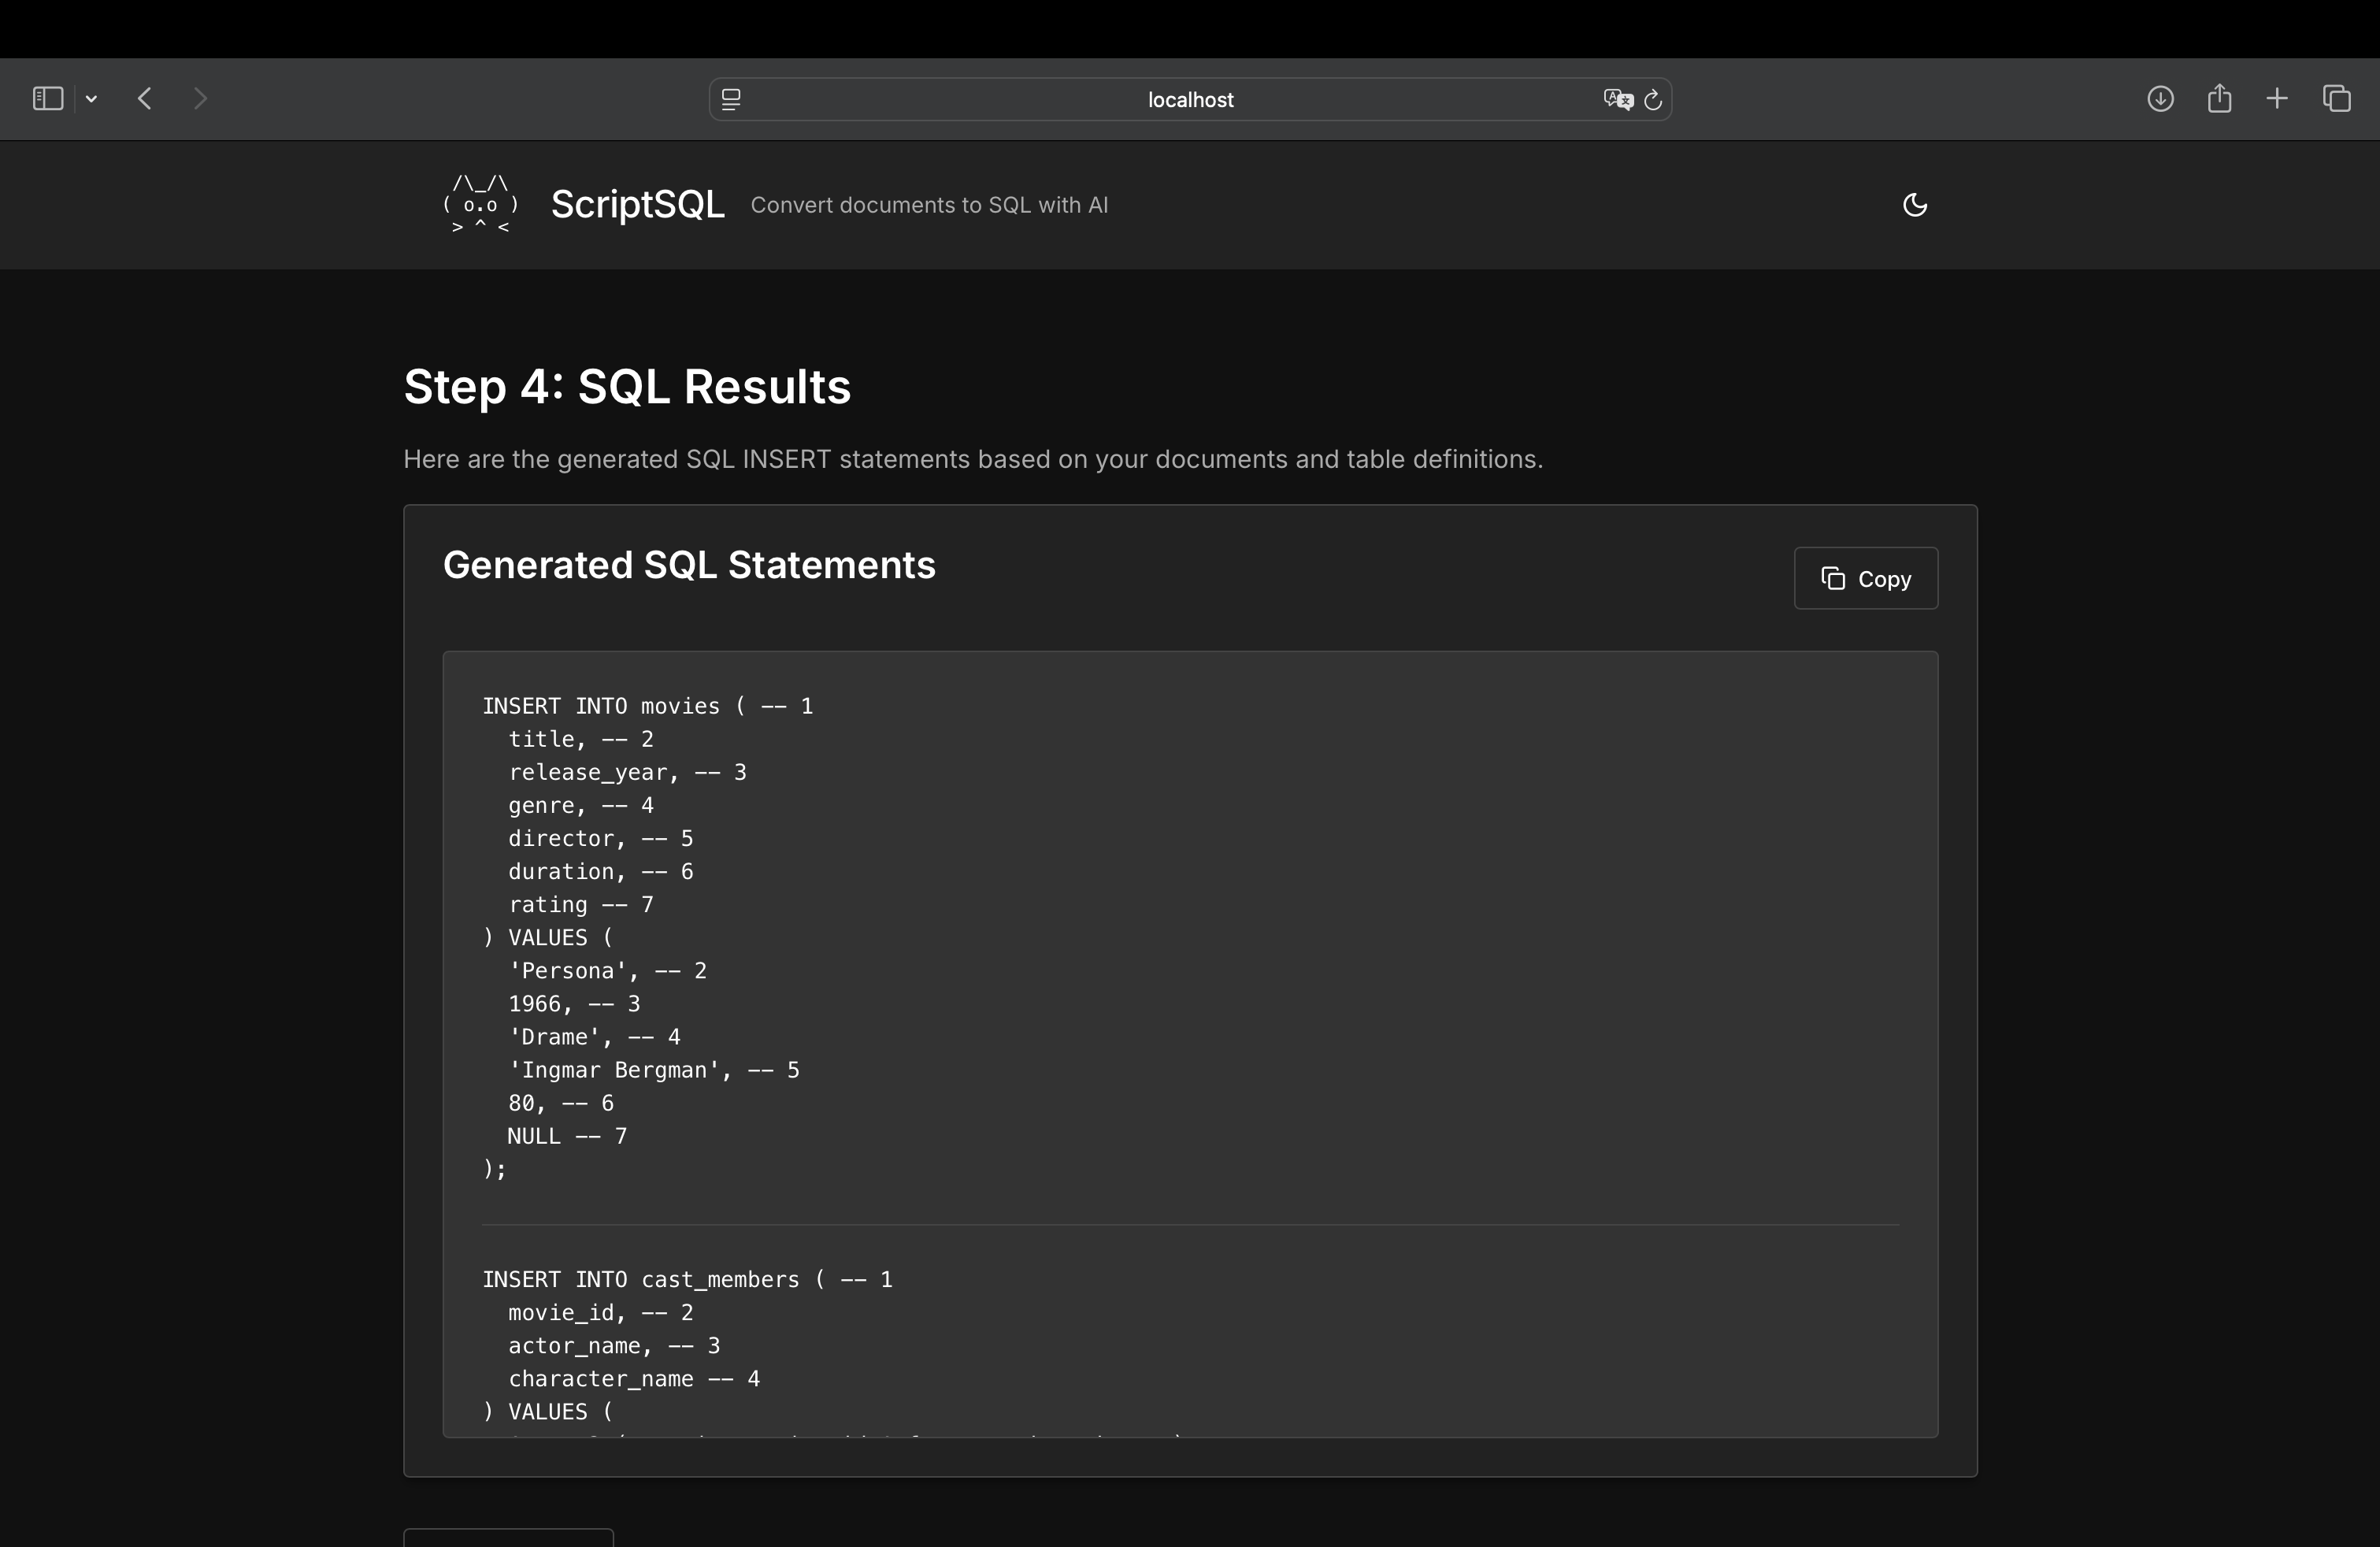 localhost
/\_/\
( o.o )
> ^ <
ScriptSQL Convert documents to SQL with AI
Step 4: SQL Results
Here are the generated SQL INSERT statements based on your documents and table definitions.
Generated SQL Statements
Copy
INSERT INTO movies ( -- 1
title, -- 2
release_year, -- 3
genre, -- 4
director, -- 5
duration, -- 6
rating -- 7
) VALUES (
'Persona', -- 2
1966, -- 3
'Drame', -- 4
'Ingmar Bergman', -- 5
80, -- 6
NULL -- 7
);
INSERT INTO cast_members ( -- 1
movie_id, -- 2
actor_name, -- 3
character_name -- 4
) VALUES (